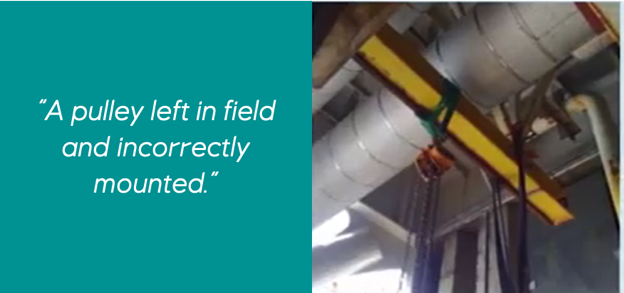 “A pulley left in field
and incorrectly
mounted.”